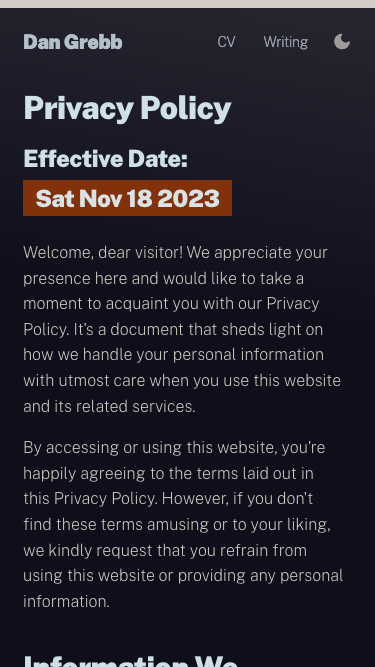 Dan Grebb
CV
Writing
Privacy Policy
Effective Date:
Sat Nov 18 2023
Welcome, dear visitor! We appreciate your
presence here and would like to take a
moment to acquaint you with our Privacy
Policy. It's a document that sheds light on
how we handle your personal information
with utmost care when you use this website
and its related services.
By accessing or using this website, you're
happily agreeing to the terms laid out in
this Privacy Policy. However, if you don't
find these terms amusing or to your liking,
we kindly request that you refrain from
using this website or providing any personal
information.
Information We